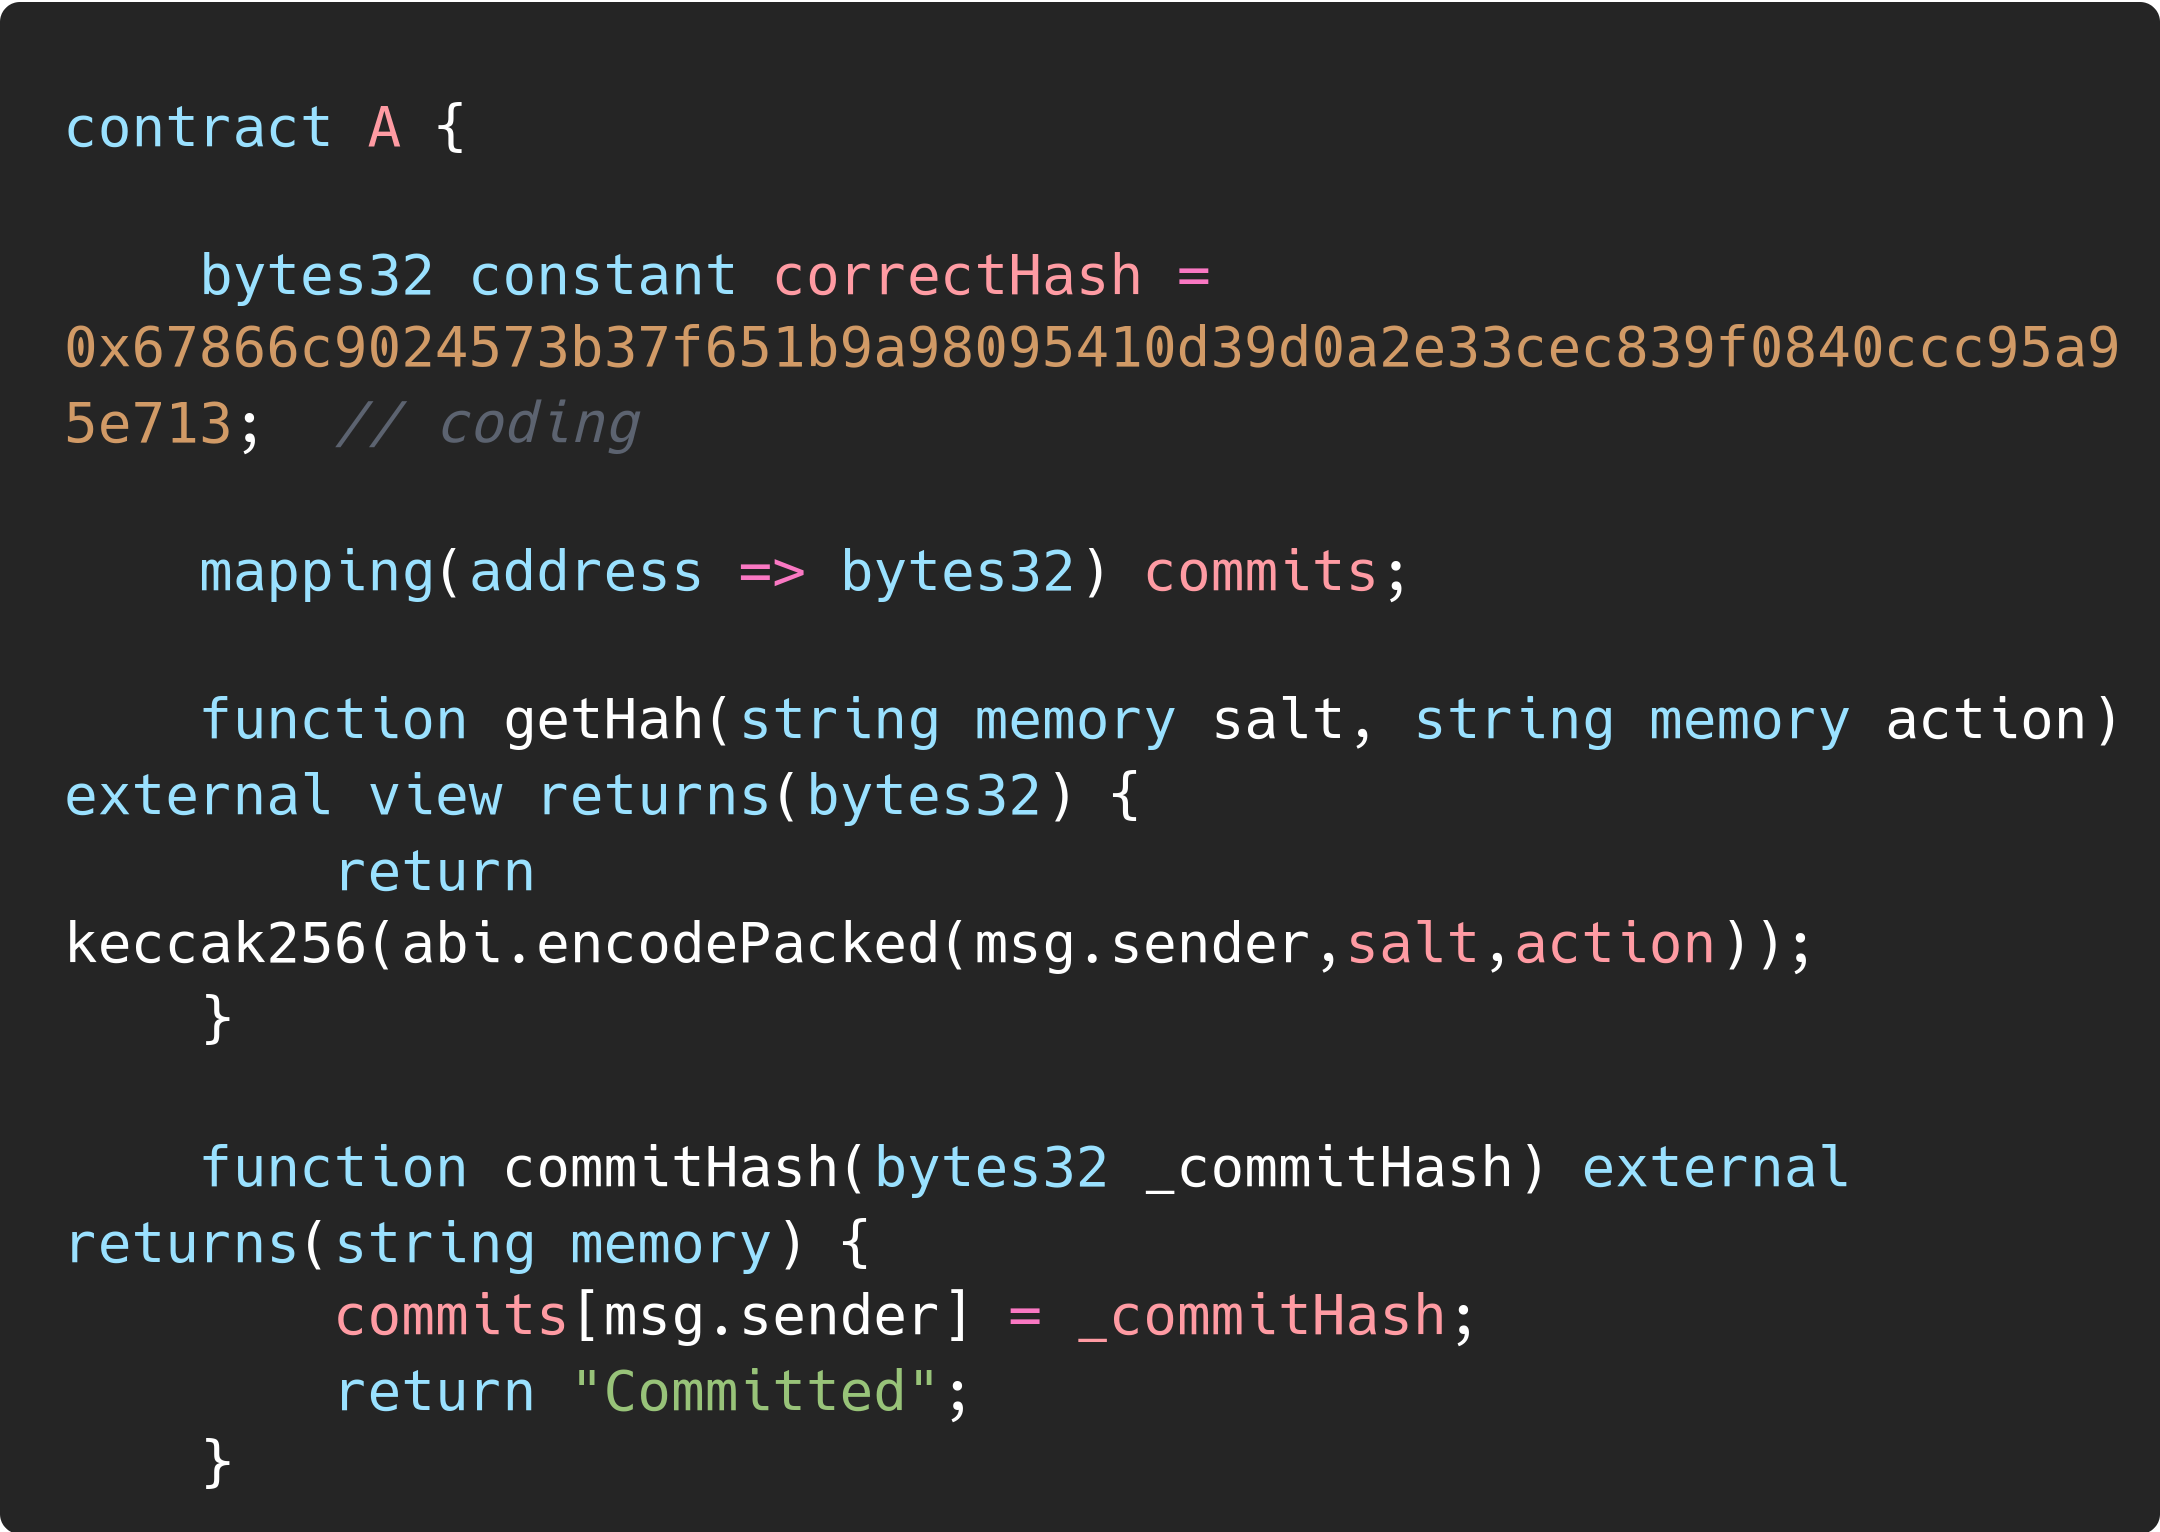 contract A {
bytes32 constant correctHash =
0x67866c9024573b37f651b9a98095410d39d0a2e33cec839f0840ccc95a9
5e713;  // coding
mapping(address => bytes32) commits;
function getHah(string memory salt, string memory action)
external view returns(bytes32) {
return
keccak256(abi.encodePacked(msg.sender,salt,action));
}
function commitHash(bytes32 _commitHash) external
returns(string memory) {
commits[msg.sender] = _commitHash;
return "Committed";
}